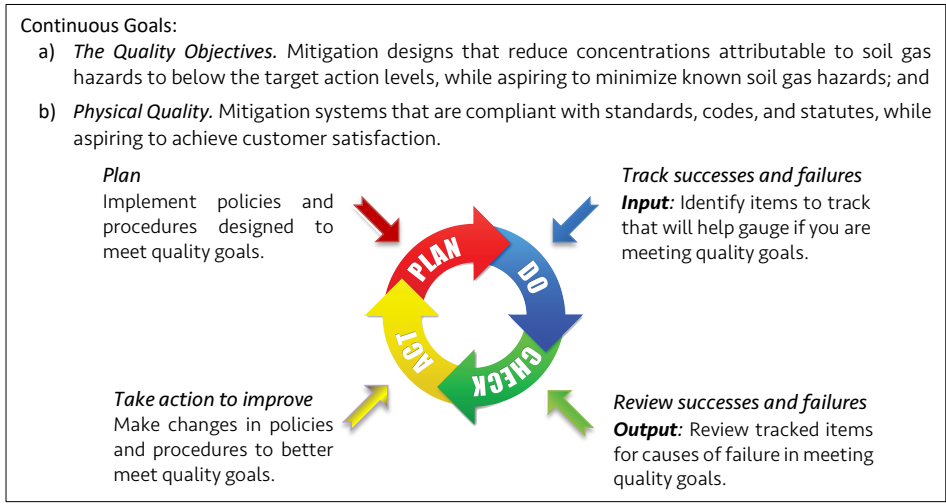 Continuous Goals:
a) The Quality Objectives. Mitigation designs that reduce concentrations attributable to soil gas
hazards to below the target action levels, while aspiring to minimize known soil gas hazards; and
b) Physical Quality. Mitigation systems that are compliant with standards, codes, and statutes, while
aspiring to achieve customer satisfaction.
Plan
Implement policies and
procedures designed to
meet quality goals.
Track successes and failures
Input: Identify items to track
that will help gauge if you are
meeting quality goals.
PLAN
DO
CHECK
ACT
Take action to improve
Make changes in policies
and procedures to better
meet quality goals.
Review successes and failures
Output: Review tracked items
for causes of failure in meeting
quality goals.